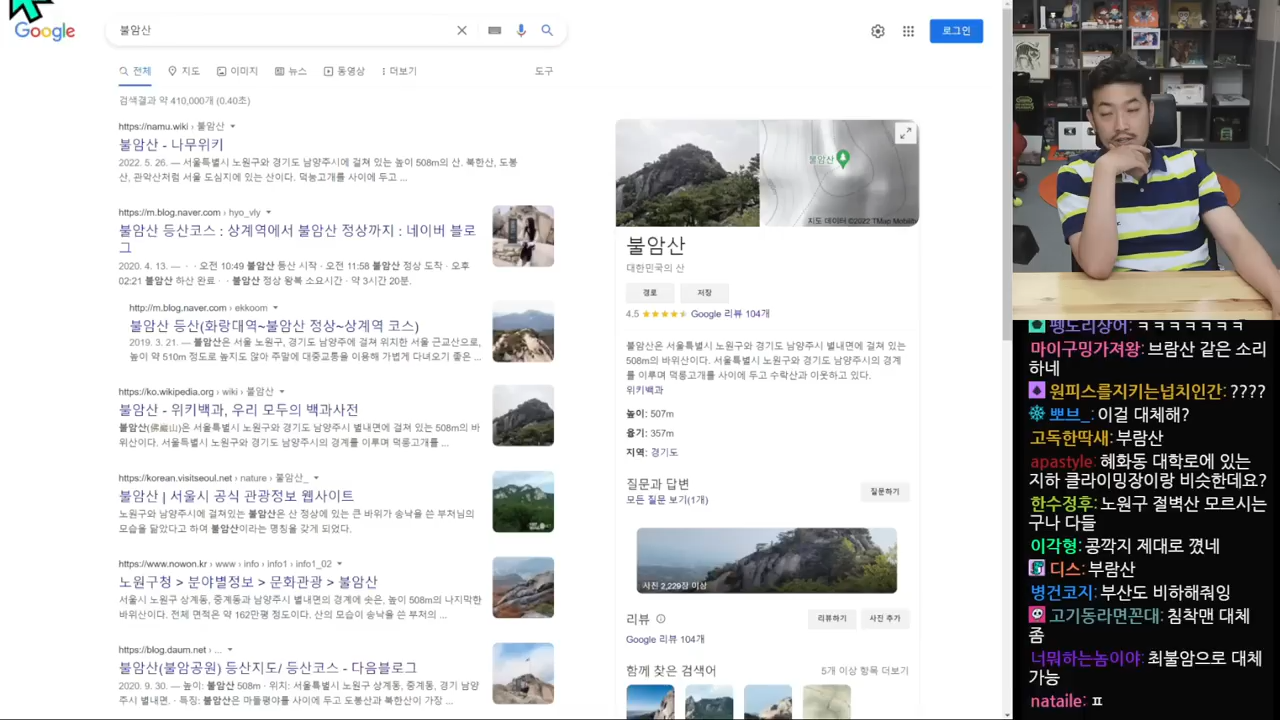 Google
불암산
로그인
전체
지도
이미지
뉴스
동영상
더보기
도구
검색결과 약 410,000개 (0.40초)
https://namu.wiki › 불암산
불암산 - 나무위키
2022. 5. 26. — 서울특별시 노원구와 경기도 남양주시에 걸쳐 있는 높이 508m의 산. 북한산, 도봉
산, 관악산처럼 서울 도심지에 있는 산이다. 덕능고개를 사이에 두고 ...
https://m.blog.naver.com › hyo_vly
불암산 등산코스 : 상계역에서 불암산 정상까지 : 네이버 블로
그
2020. 4. 13. — · · 오전 10:49 불암산 등산 시작 · 오전 11:58 불암산 정상 도착 · 오후
02:21 불암산 하산 완료 · · 불암산 정상 왕복 소요시간 · 약 3시간 20분.
http://m.blog.naver.com › ekkoom
불암산 등산(화랑대역~불암산 정상~상계역 코스)
2019. 3. 21. — 불암산은 서울 노원구, 경기 남양주에 걸쳐 위치한 서울 근교산으로,
높이 약 510m 정도로 높지도 않아 주말에 대중교통을 이용해 가볍게 다녀오기 좋은 ...
https://ko.wikipedia.org › wiki › 불암산
불암산 - 위키백과, 우리 모두의 백과사전
불암산(佛巖山)은 서울특별시 노원구와 경기도 남양주시 별내면에 걸쳐 있는 508m의 바
위산이다. 서울특별시 노원구와 경기도 남양주시의 경계를 이루며 덕릉고개를 ...
https://korean.visitseoul.net › nature › 불암산_
불암산 | 서울시 공식 관광정보 웹사이트
노원구와 남양주시에 걸쳐있는 불암산은 산 정상에 있는 큰 바위가 송낙을 쓴 부처님의
모습을 닮았다고 하여 불암산이라는 명칭을 갖게 되었다.
https://www.nowon.kr › www › info › info1 › info1_02
노원구청 > 분야별정보 > 문화관광 > 불암산
서울시 노원구 상계동, 중계동과 남양주시 별내면의 경계에 솟은, 높이 508m의 나지막한
바위산이다. 전체 면적은 약 162만평 정도이다. 산의 모습이 송낙을 쓴 부처의 ...
https://blog.daum.net › ...
불암산(불암공원) 등산지도/ 등산코스 - 다음블로그
2020. 9. 30. — 높이: 불암산 508m · 위치: 서울특별시 노원구 상계동, 중계동, 경기 남양
주시 별내면. · 특징: 불암산은 마들평야를 사이에 두고 도봉산과 북한산이 가장 ...
불암산
지도 데이터 ©2022 TMap Mobility
불암산
대한민국의 산
경로
저장
4.5
Google 리뷰 104개
불암산은 서울특별시 노원구와 경기도 남양주시 별내면에 걸쳐 있는
508m의 바위산이다. 서울특별시 노원구와 경기도 남양주시의 경계
를 이루며 덕릉고개를 사이에 두고 수락산과 이웃하고 있다.
위키백과
높이: 507m
융기: 357m
지역: 경기도
질문과 답변
모든 질문 보기(1개)
질문하기
사진 2,229장 이상
리뷰
리뷰하기
사진 추가
Google 리뷰 104개
함께 찾은 검색어
5개 이상 항목 더보기
펭도리상어: ㅋㅋㅋㅋㅋㅋㅋ
마이구밍가져왕: 브람산 같은 소리
하네
원피스를지키는넙치인간: ????
뽀브_: 이걸 대체해?
고독한딱새: 부람산
apastyle: 혜화동 대학로에 있는
지하 클라이밍장이랑 비슷한데요?
한수정후: 노원구 절벽산 모르시는
구나 다들
이각형: 콩깍지 제대로 꼈네
디스: 부람산
병건코지: 부산도 비하해줘잉
고기동라면꼰대: 침착맨 대체
좀
너뭐하는놈이야: 최불암으로 대체
가능
nataile: ㅍ